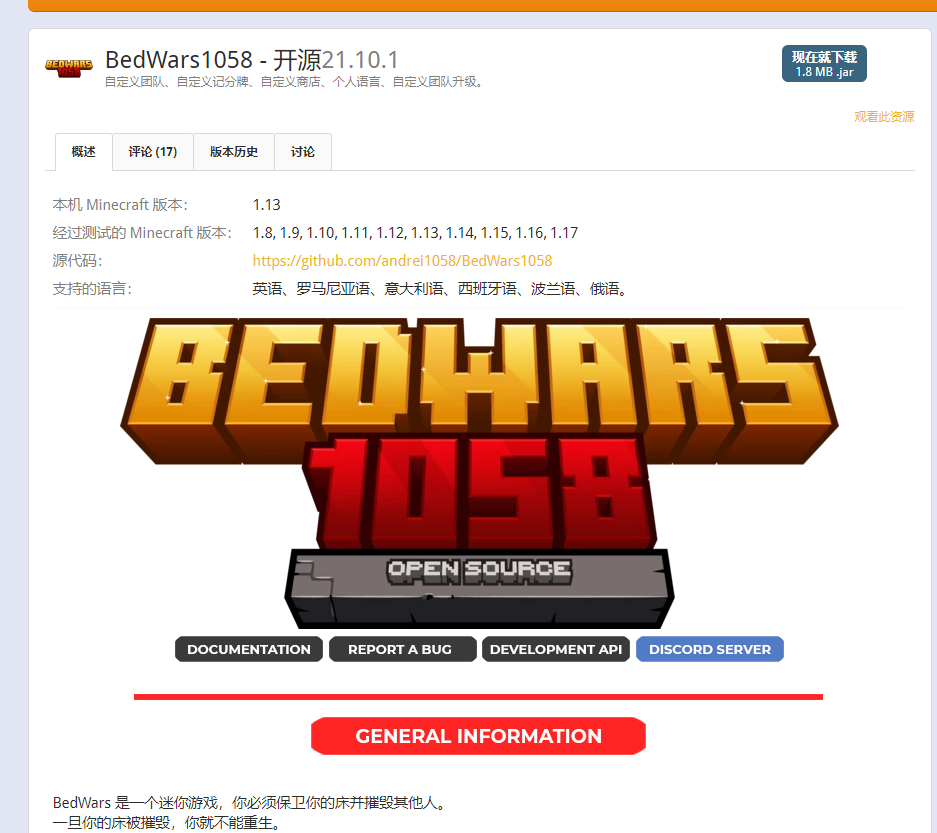 BEDWARS
1058
BedWars1058 - 开源21.10.1
自定义团队、自定义记分牌、自定义商店、个人语言、自定义团队升级。
现在就下载
1.8 MB .jar
观看此资源
概述
评论 (17)
版本历史
讨论
本机 Minecraft 版本：
1.13
经过测试的 Minecraft 版本：
1.8, 1.9, 1.10, 1.11, 1.12, 1.13, 1.14, 1.15, 1.16, 1.17
源代码：
https://github.com/andrei1058/BedWars1058
支持的语言：
英语、罗马尼亚语、意大利语、西班牙语、波兰语、俄语。
BEDWARS
1058
OPEN SOURCE
DOCUMENTATION
REPORT A BUG
DEVELOPMENT API
DISCORD SERVER
GENERAL INFORMATION
BedWars 是一个迷你游戏，你必须保卫你的床并摧毁其他人。
一旦你的床被摧毁，你就不能重生。